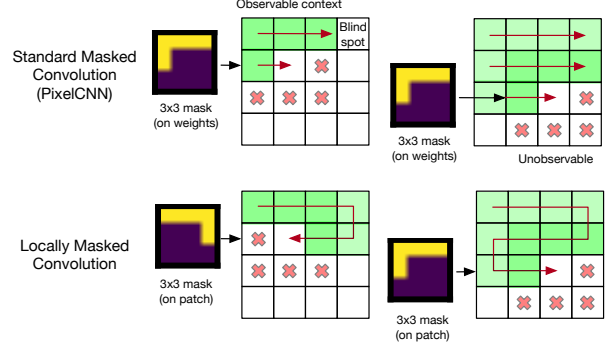 Observable context
Blind
spot
Standard Masked
Convolution
(PixelCNN)
3x3 mask
(on weights)
3x3 mask
(on weights)
Unobservable
Locally Masked
Convolution
3x3 mask
(on patch)
3x3 mask
(on patch)